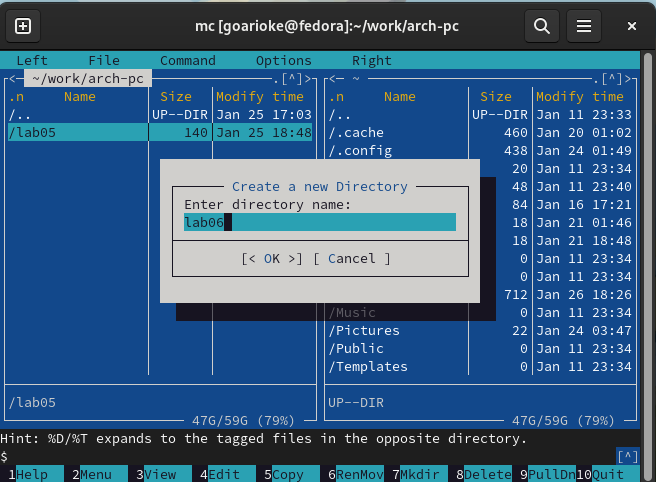 mc [goarioke@fedora]:~/work/arch-pc
Left File Command Options Right
<— ~/work/arch-pc .[^]>
<— ~ .[^]>
.n Name Size Modify time
/.. UP--DIR Jan 25 17:03
/lab05 140 Jan 25 18:48
/lab05
47G/59G (79%)
.n Name Size Modify time
/.. UP--DIR Jan 11 23:33
/.cache 460 Jan 20 01:02
/.config 438 Jan 24 01:49
20 Jan 11 23:34
48 Jan 11 23:40
84 Jan 16 17:21
18 Jan 21 01:46
18 Jan 21 18:48
0 Jan 11 23:34
0 Jan 11 23:34
712 Jan 26 18:26
/Music 0 Jan 11 23:34
/Pictures 22 Jan 24 03:47
/Public 0 Jan 11 23:34
/Templates 0 Jan 11 23:34
UP--DIR
47G/59G (79%)
Create a new Directory
Enter directory name:
lab06
[< OK >] [ Cancel ]
Hint: %D/%T expands to the tagged files in the opposite directory.
$ [^]
1Help 2Menu 3View 4Edit 5Copy 6RenMov 7Mkdir 8Delete 9PullDn 10Quit